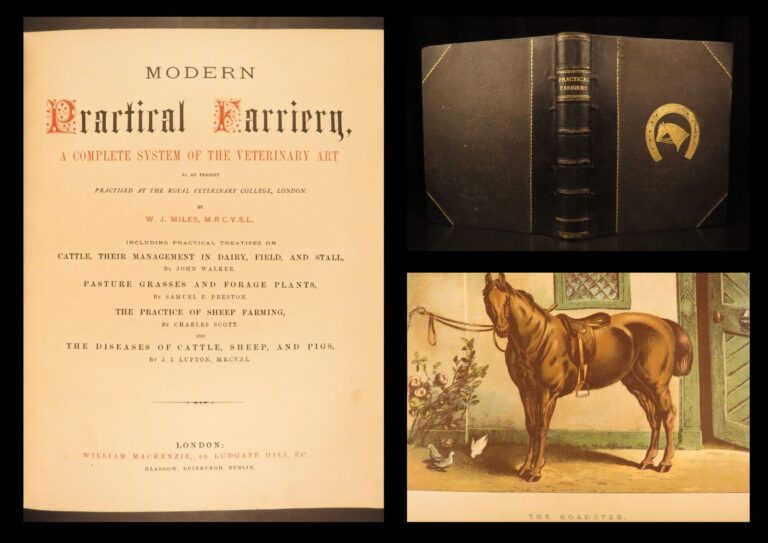 MODERN
Practical Farriery,
A COMPLETE SYSTEM OF THE VETERINARY ART
AS AT PRESENT
PRACTISED AT THE ROYAL VETERINARY COLLEGE, LONDON.
BY
W. J. MILES, M.R.C.V.S.L.
INCLUDING PRACTICAL TREATISES ON
CATTLE, THEIR MANAGEMENT IN DAIRY, FIELD, AND STALL,
BY JOHN WALKER.
PASTURE GRASSES AND FORAGE PLANTS,
BY SAMUEL P. PRESTON.
THE PRACTICE OF SHEEP FARMING,
BY CHARLES SCOTT.
AND
THE DISEASES OF CATTLE, SHEEP, AND PIGS,
BY J. I. LUPTON, M.R.C.V.S.L.
LONDON:
WILLIAM MACKENZIE, 69 LUDGATE HILL, E.C.
GLASGOW, EDINBURGH, DUBLIN.
PRACTICAL
FARRIERY
THE ROADSTER.